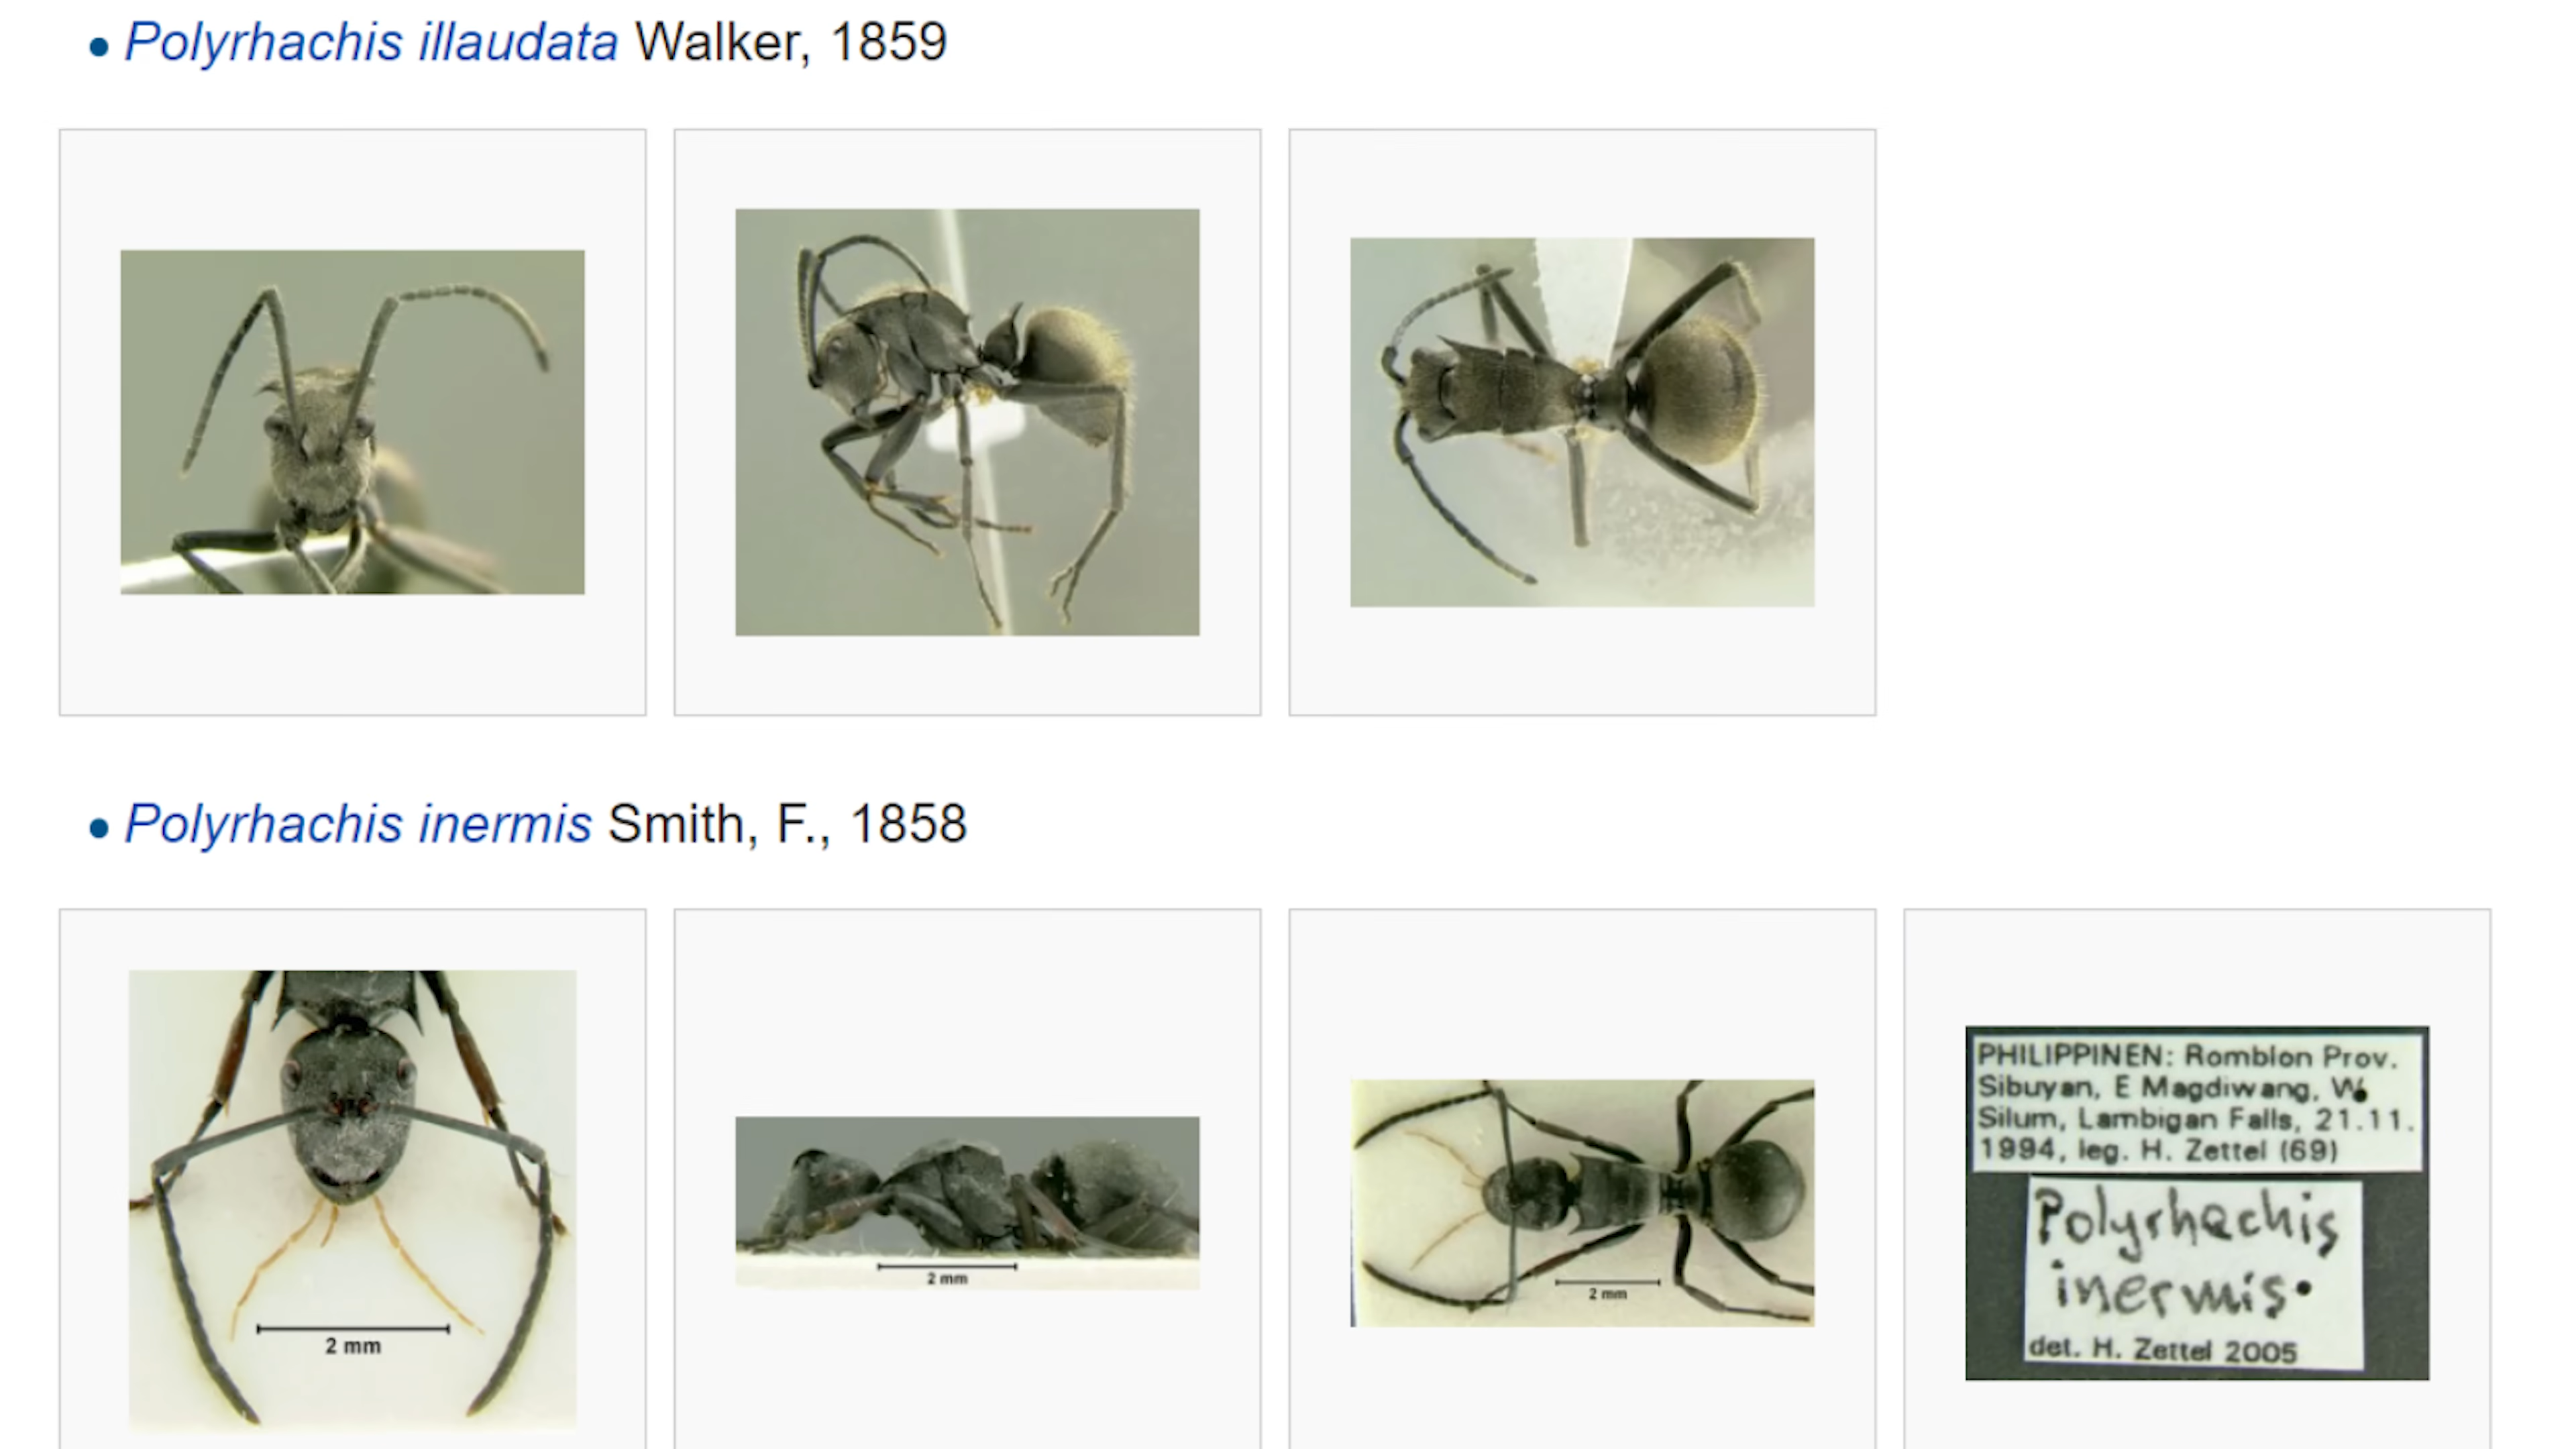 Polyrhachis illaudata Walker, 1859
Polyrhachis inermis Smith, F., 1858
2 mm
2 mm
2 mm
PHILIPPINEN: Romblon Prov.
Sibuyan, E Magdiwang, W.
Silum, Lambigan Falls, 21.11.
1994, leg. H. Zettel (69)
Polyrhachis
inermis
det. H. Zettel 2005